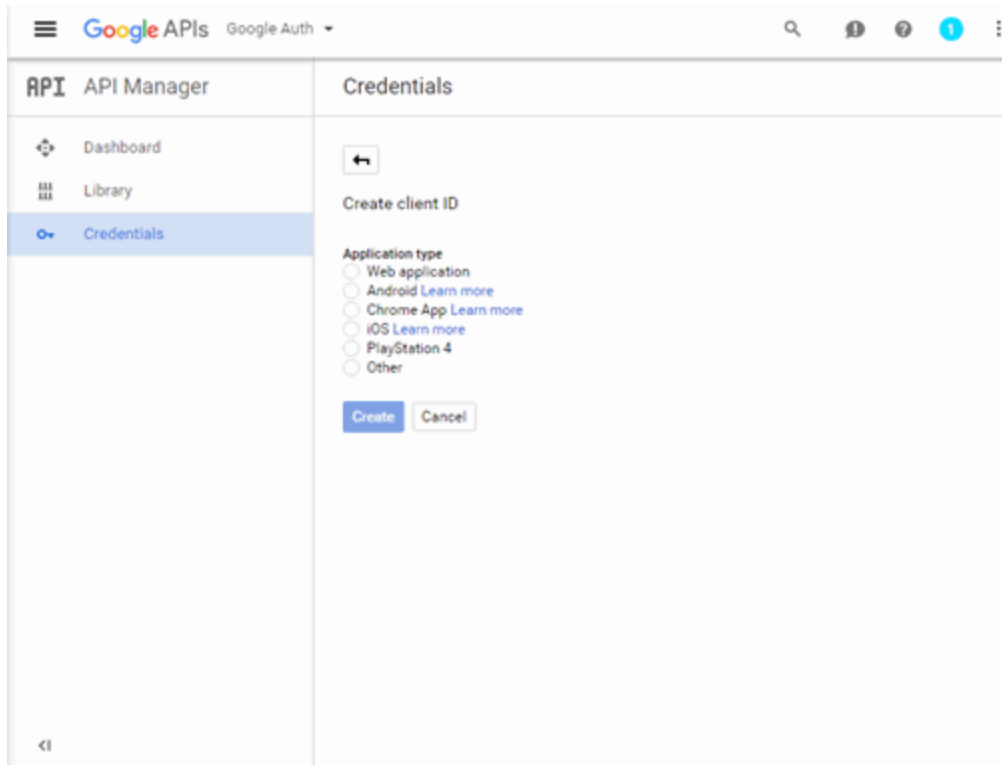 Google APIs Google Auth
1
API API Manager
Credentials
Dashboard
Library
Credentials
Create client ID
Application type
Web application
Android Learn more
Chrome App Learn more
iOS Learn more
PlayStation 4
Other
Create Cancel